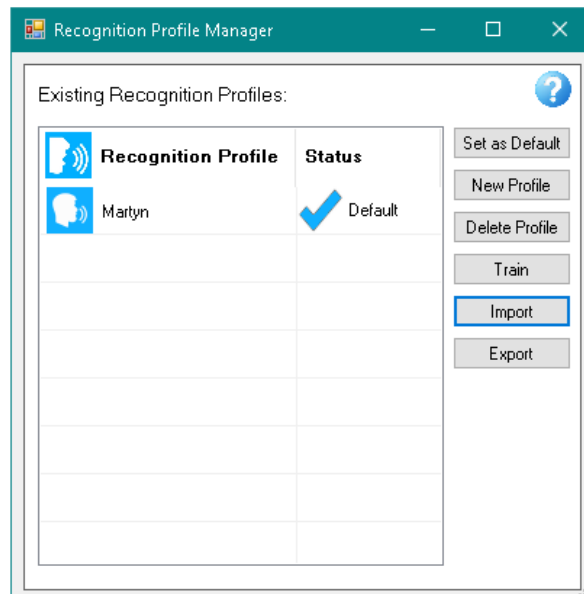 Recognition Profile Manager
Existing Recognition Profiles:
?
Recognition Profile Status
Martyn Default
Set as Default
New Profile
Delete Profile
Train
Import
Export